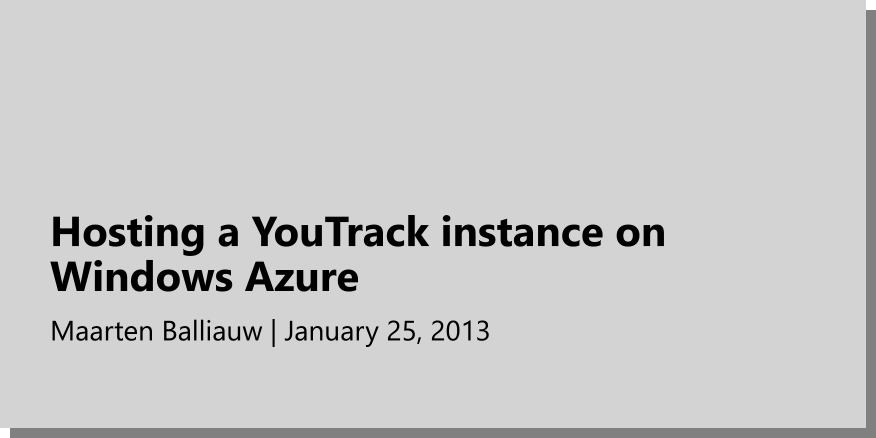 Hosting a YouTrack instance on
Windows Azure
Maarten Balliauw | January 25, 2013